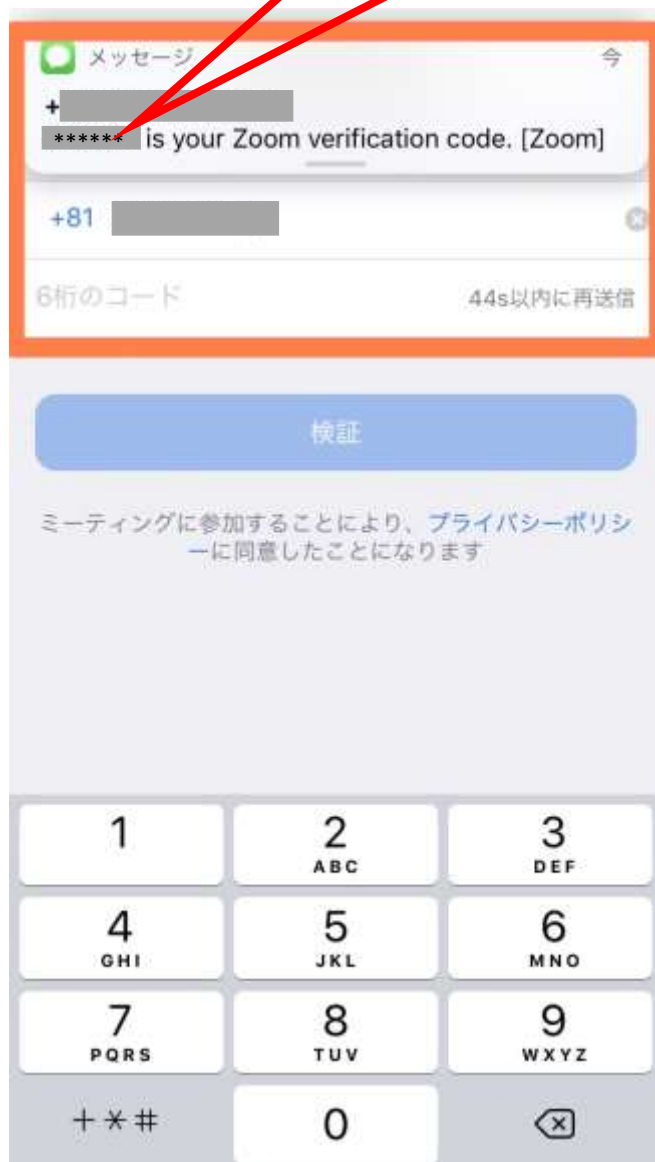 メッセージ 今
+
****** is your Zoom verification code. [Zoom]
+81
6桁のコード 44s以内に再送信
検証
ミーティングに参加することにより、プライバシーポリシ
ーに同意したことになります
1 2 3
ABC DEF
4 5 6
GHI JKL MNO
7 8 9
PQRS TUV WXYZ
+*# 0